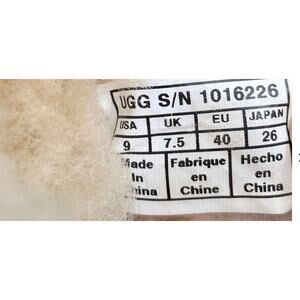 UGG S/N 1016226
USA UK EU JAPAN
9 7.5 40 26
Made Fabrique Hecho
In en en
China Chine China